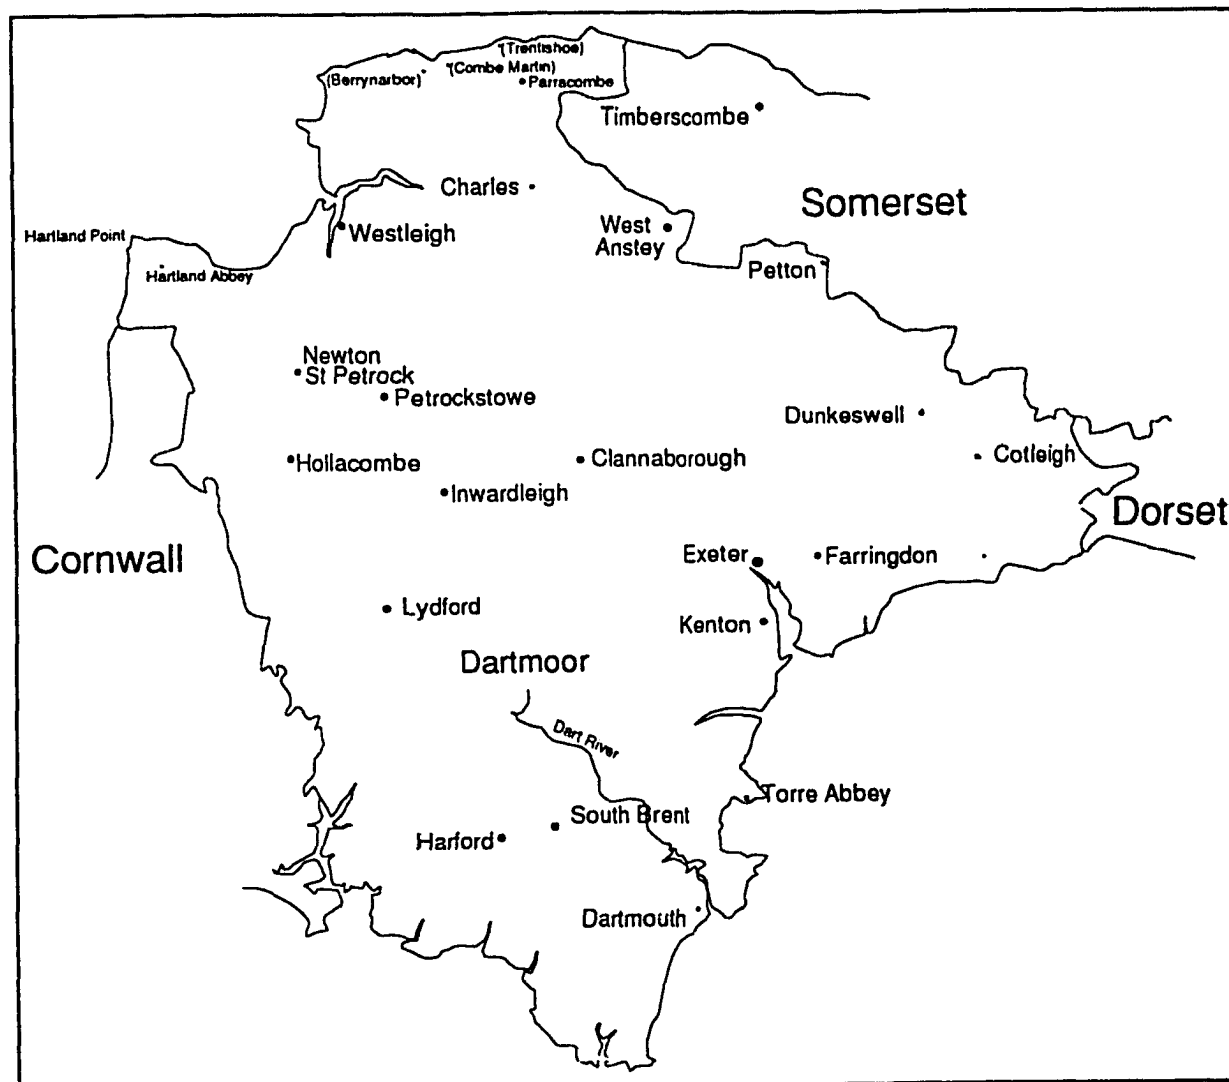 (Trentishoe)
(Combe Martin)
(Berrynarbor)
Parracombe
Timberscombe
Charles
Somerset
West
Anstey
Westleigh
Hartland Point
Hartland Abbey
Petton
Newton
St Petrock
Petrockstowe
Dunkeswell
Hollacombe
Clannaborough
Cotleigh
Inwardleigh
Dorset
Cornwall
Exeter
Farringdon
Lydford
Kenton
Dartmoor
Dart River
Torre Abbey
South Brent
Harford
Dartmouth